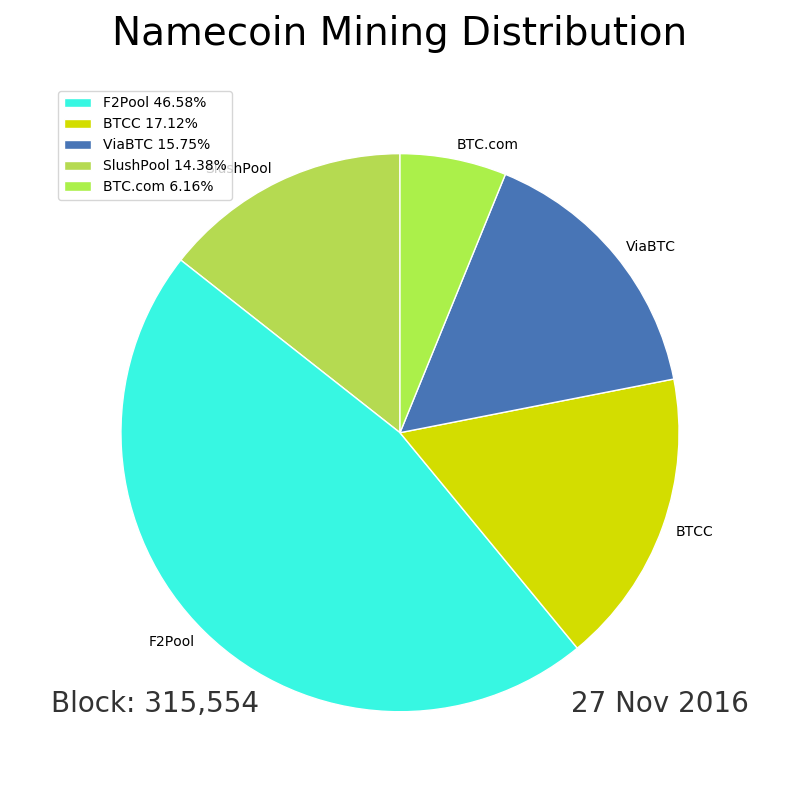 Namecoin Mining Distribution
F2Pool 46.58%
BTCC 17.12%
ViaBTC 15.75%
SlushPool 14.38%
BTC.com 6.16%
SlushPool
BTC.com
ViaBTC
BTCC
F2Pool
Block: 315,554
27 Nov 2016